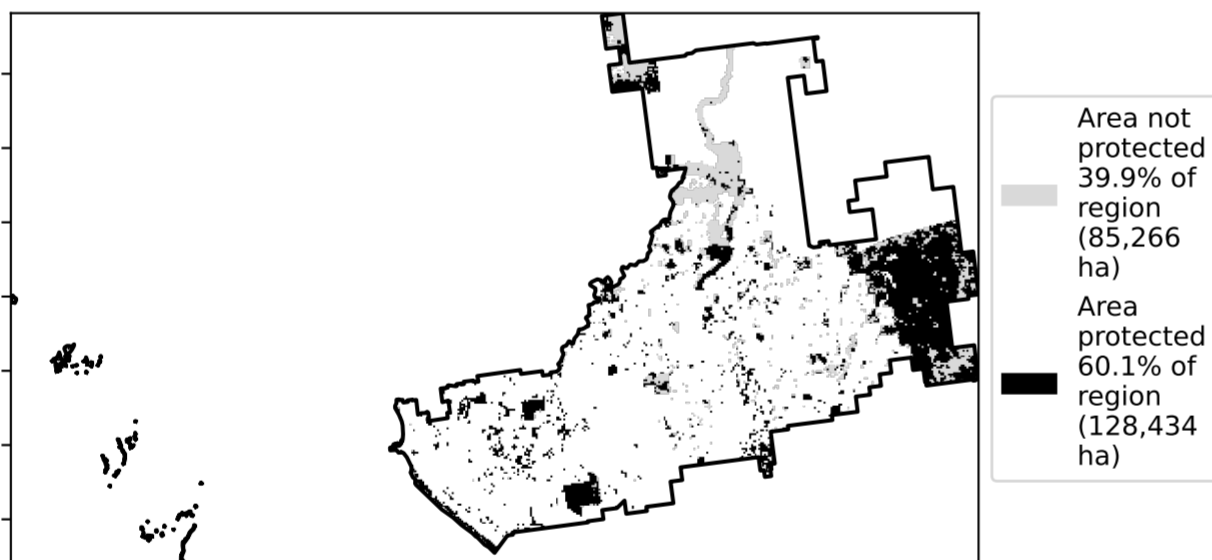 Area not
protected
39.9% of
region
(85,266
ha)
Area
protected
60.1% of
region
(128,434
ha)